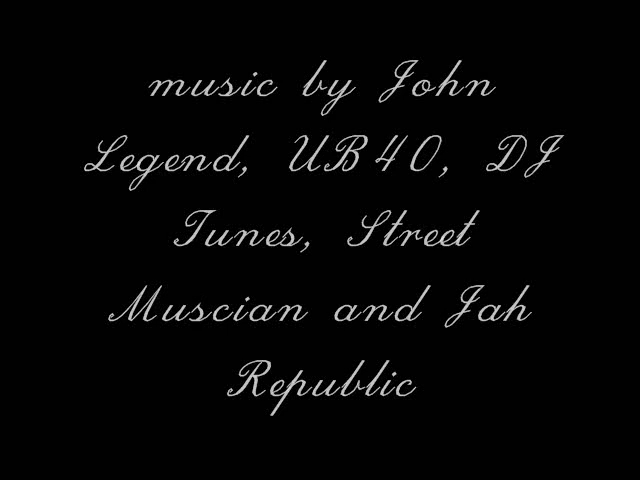 music by John
Legend, UB40, DJ
Tunes, Street
Muscian and Jah
Republic